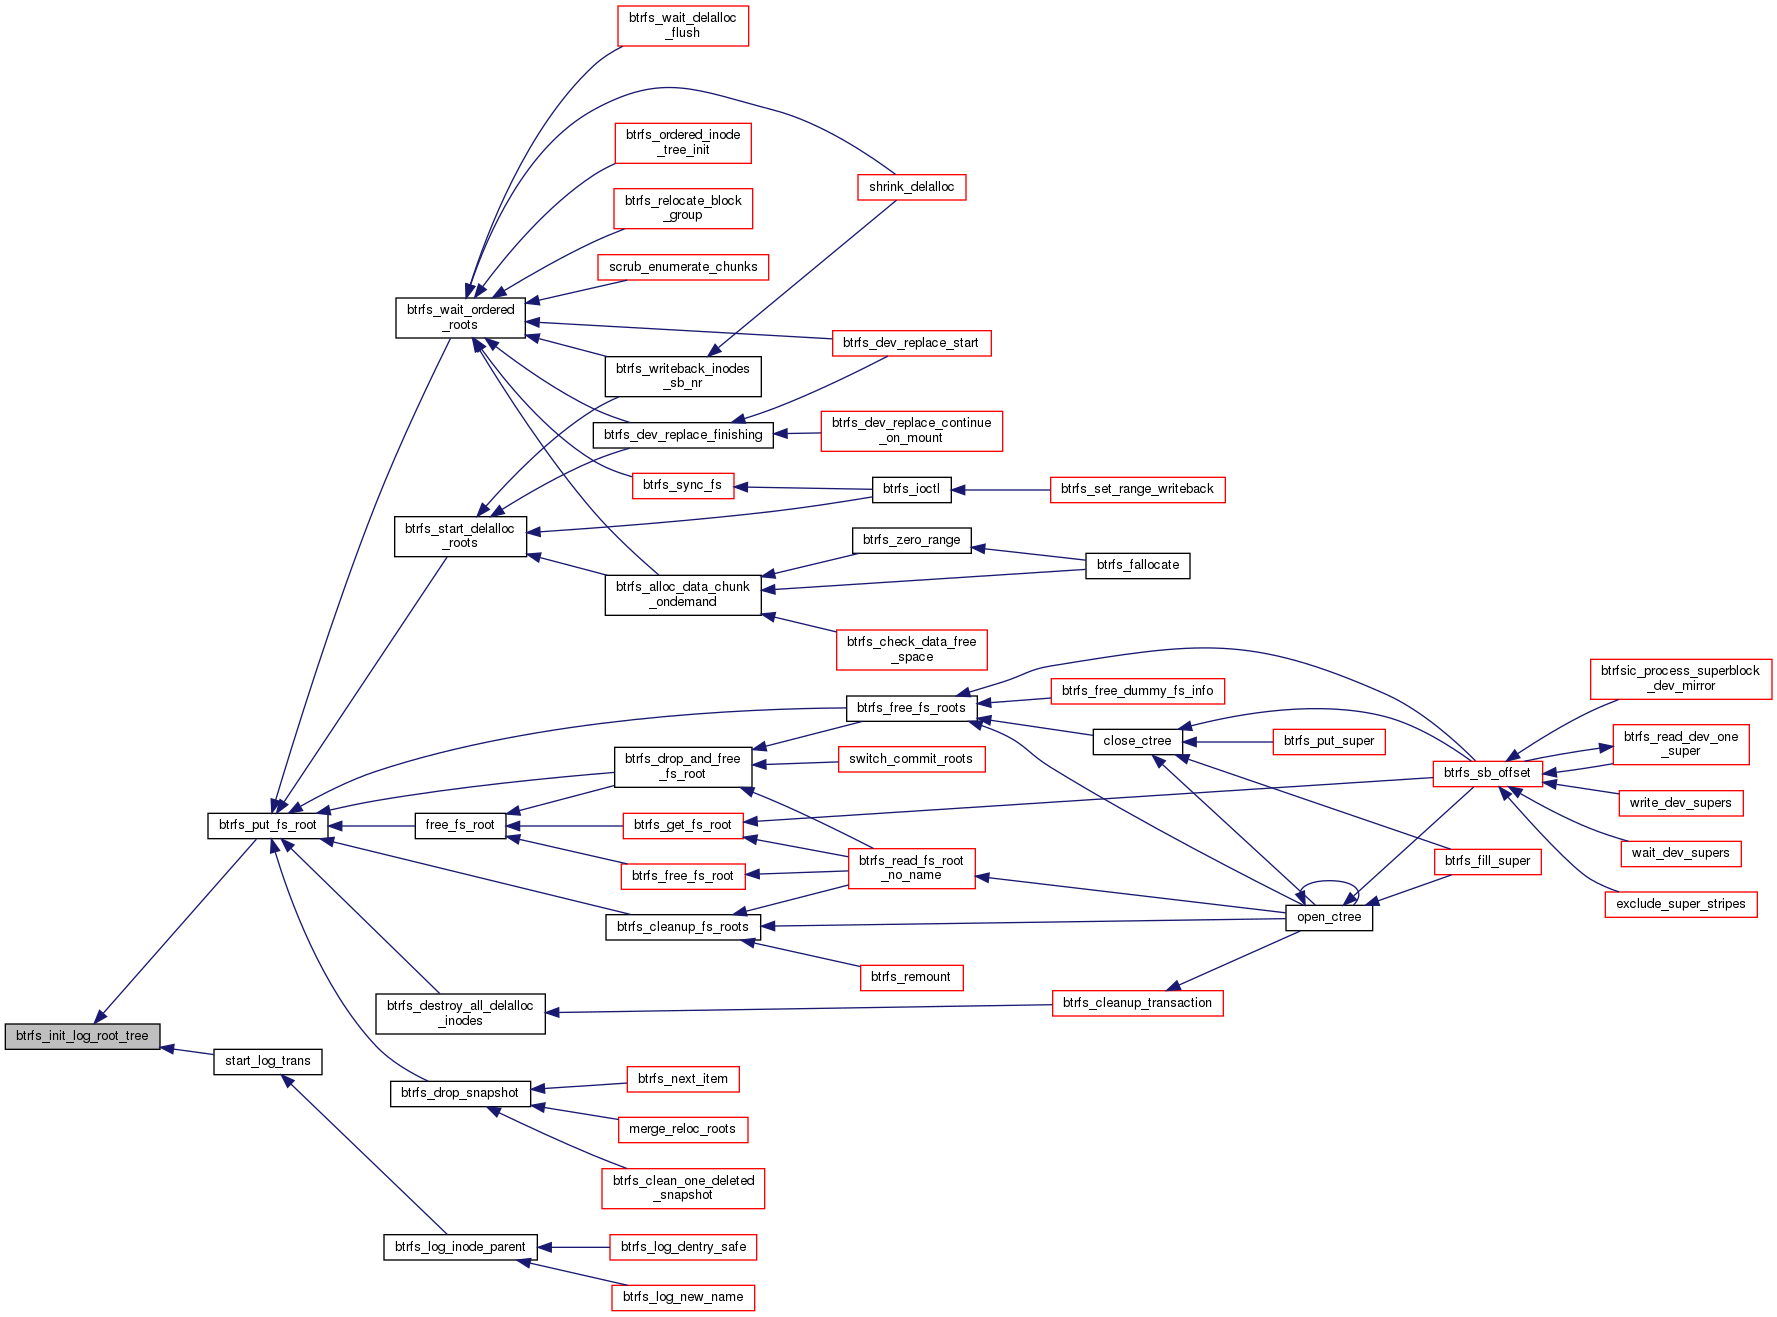 btrfs_wait_delalloc
_flush
btrfs_ordered_inode
_tree_init
shrink_delalloc
btrfs_relocate_block
_group
scrub_enumerate_chunks
btrfs_wait_ordered
_roots
btrfs_dev_replace_start
btrfs_writeback_inodes
_sb_nr
btrfs_dev_replace_finishing
btrfs_dev_replace_continue
_on_mount
btrfs_sync_fs
btrfs_ioctl
btrfs_set_range_writeback
btrfs_start_delalloc
_roots
btrfs_zero_range
btrfs_fallocate
btrfs_alloc_data_chunk
_ondemand
btrfs_check_data_free
_space
btrfs_free_fs_roots
btrfs_free_dummy_fs_info
btrfsic_process_superblock
_dev_mirror
close_ctree
btrfs_put_super
btrfs_read_dev_one
_super
btrfs_drop_and_free
_fs_root
switch_commit_roots
btrfs_sb_offset
write_dev_supers
btrfs_put_fs_root
free_fs_root
btrfs_get_fs_root
wait_dev_supers
btrfs_read_fs_root
_no_name
btrfs_fill_super
btrfs_free_fs_root
exclude_super_stripes
btrfs_cleanup_fs_roots
open_ctree
btrfs_remount
btrfs_destroy_all_delalloc
_inodes
btrfs_cleanup_transaction
btrfs_init_log_root_tree
start_log_trans
btrfs_drop_snapshot
btrfs_next_item
merge_reloc_roots
btrfs_clean_one_deleted
_snapshot
btrfs_log_inode_parent
btrfs_log_dentry_safe
btrfs_log_new_name